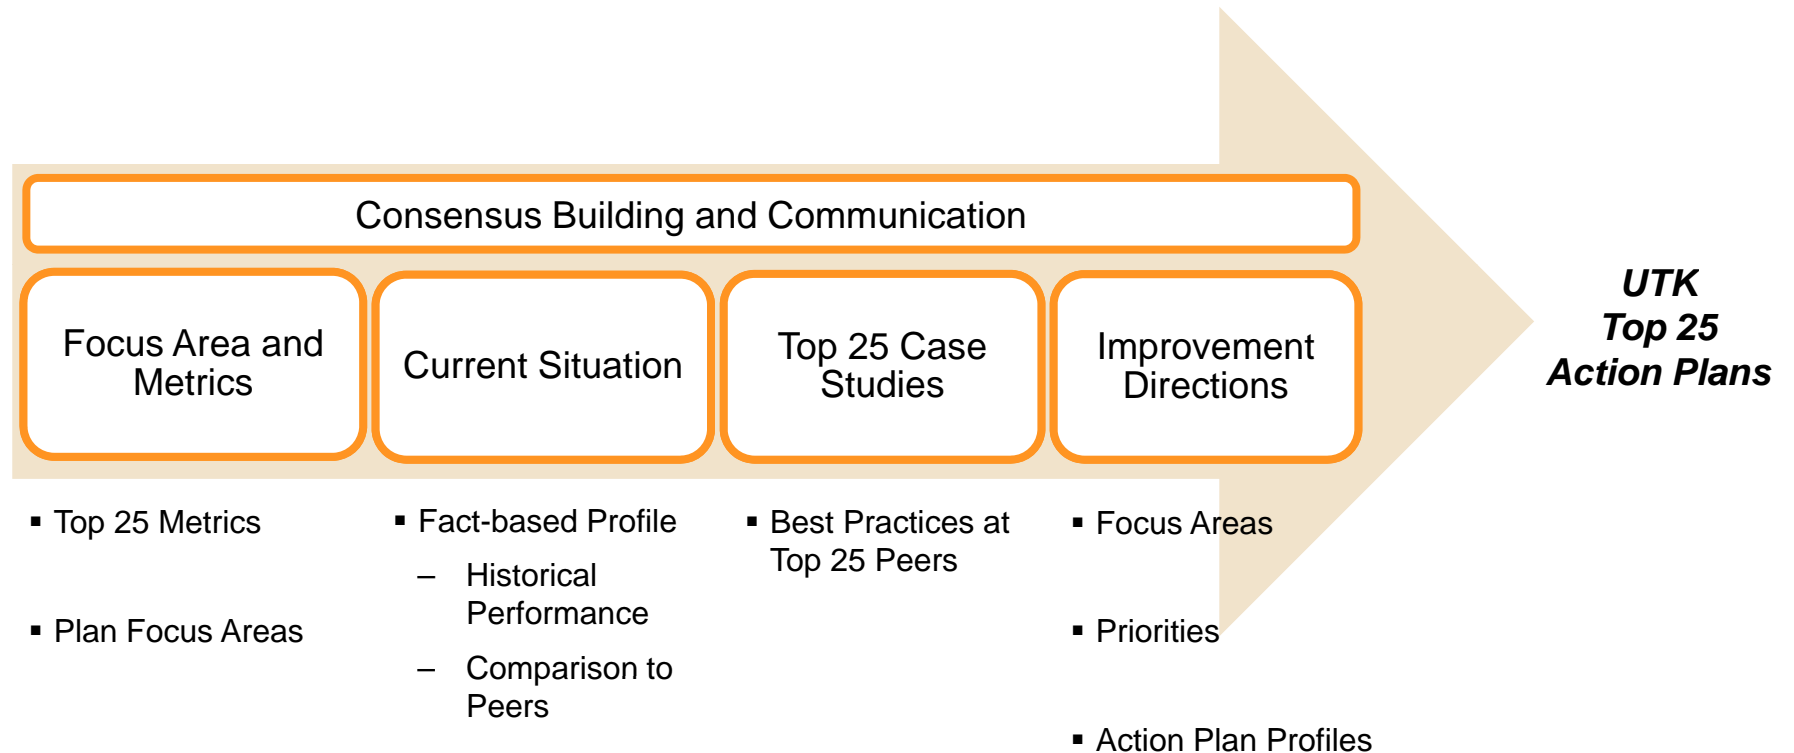 Consensus Building and Communication
Focus Area and
Metrics
Current Situation
Top 25 Case
Studies
Improvement
Directions
UTK
Top 25
Action Plans
▪ Top 25 Metrics
▪ Plan Focus Areas
▪ Fact-based Profile
– Historical
Performance
– Comparison to
Peers
▪ Best Practices at
Top 25 Peers
▪ Focus Areas
▪ Priorities
▪ Action Plan Profiles